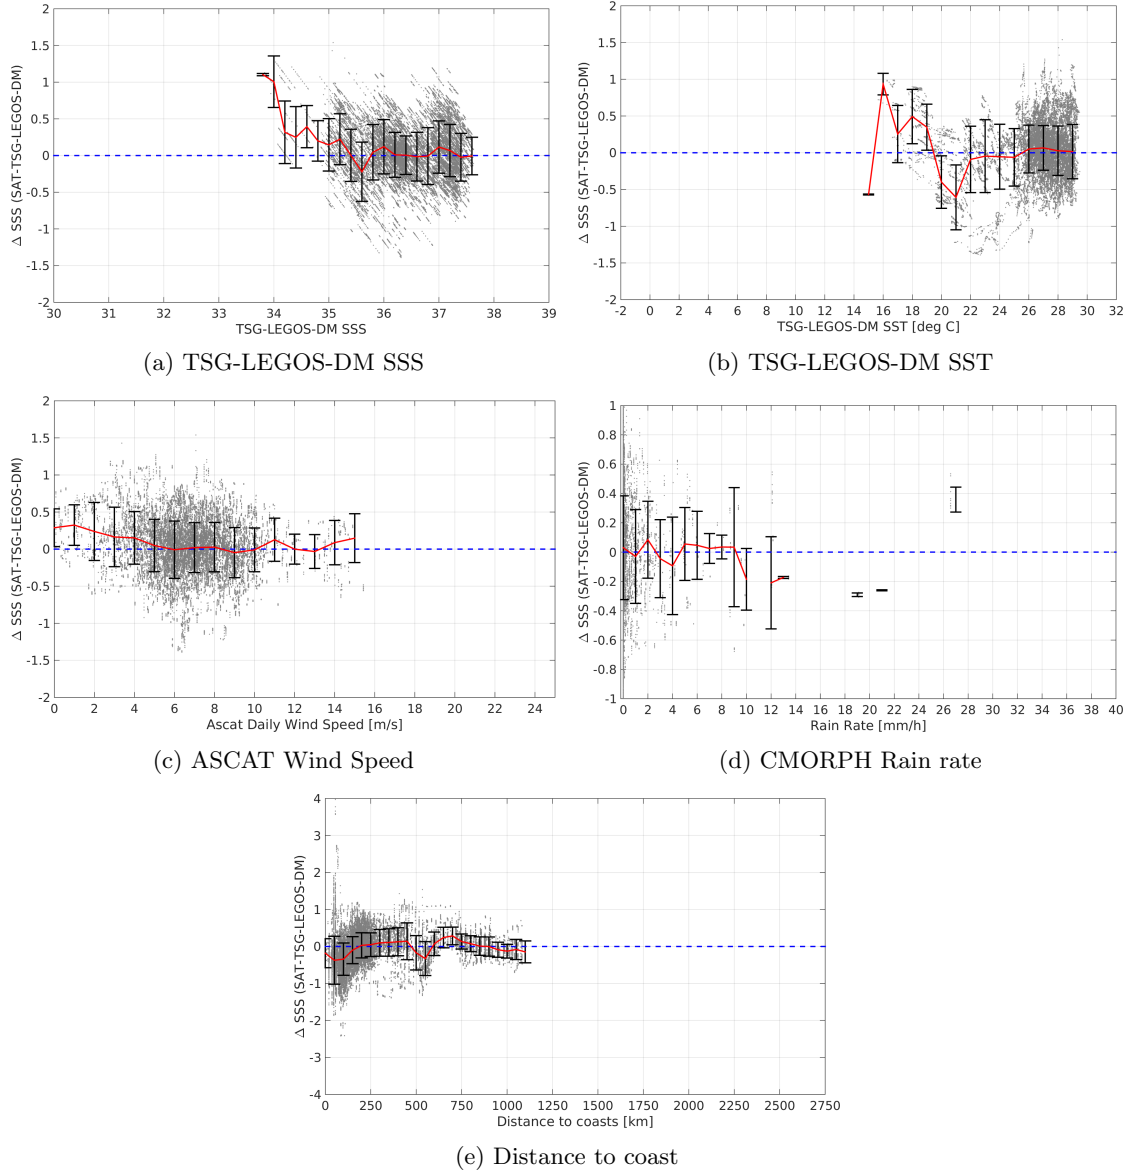 2
1.5
1
0.5
0
-0.5
-1
-1.5
-2
Δ SSS (SAT-TSG-LEGOS-DM)
30 31 32 33 34 35 36 37 38 39
TSG-LEGOS-DM SSS
(a) TSG-LEGOS-DM SSS
2
1.5
1
0.5
0
-0.5
-1
-1.5
-2
Δ SSS (SAT-TSG-LEGOS-DM)
-2 0 2 4 6 8 10 12 14 16 18 20 22 24 26 28 30 32
TSG-LEGOS-DM SST [deg C]
(b) TSG-LEGOS-DM SST
2
1.5
1
0.5
0
-0.5
-1
-1.5
-2
Δ SSS (SAT-TSG-LEGOS-DM)
0 2 4 6 8 10 12 14 16 18 20 22 24
Ascat Daily Wind Speed [m/s]
(c) ASCAT Wind Speed
1
0.8
0.6
0.4
0.2
0
-0.2
-0.4
-0.6
-0.8
-1
Δ SSS (SAT-TSG-LEGOS-DM)
0 2 4 6 8 10 12 14 16 18 20 22 24 26 28 30 32 34 36 38 40
Rain Rate [mm/h]
(d) CMORPH Rain rate
4
3
2
1
0
-1
-2
-3
-4
Δ SSS (SAT-TSG-LEGOS-DM)
0 250 500 750 1000 1250 1500 1750 2000 2250 2500 2750
Distance to coasts [km]
(e) Distance to coast